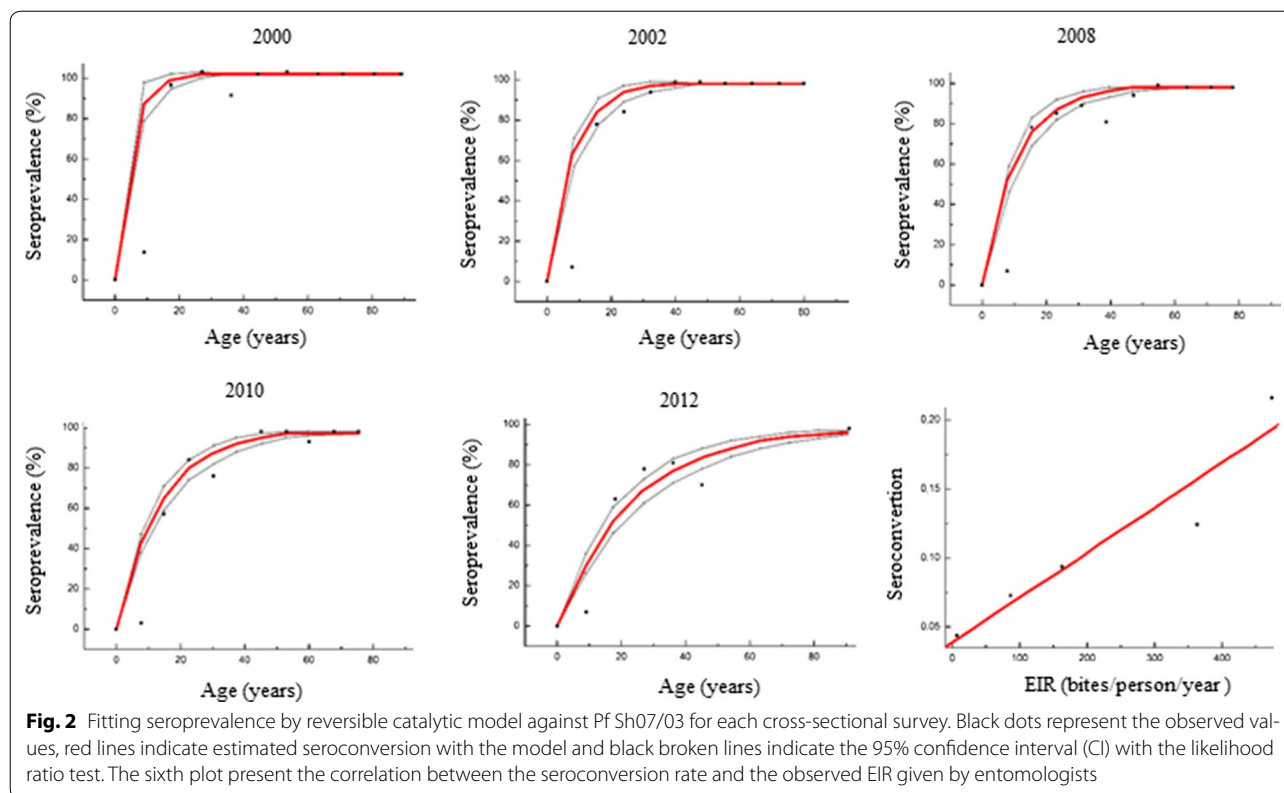 2000
2002
2008
100
80
60
40
20
0
Seroprevalence (%)
0 20 40 60 80
Age (years)
100
80
60
40
20
0
Seroprevalence (%)
0 20 40 60 80
Age (years)
100
80
60
40
20
0
Seroprevalence (%)
0 20 40 60 80
Age (years)
2010
2012
100
80
60
40
20
0
Seroprevalence (%)
0 20 40 60 80
Age (years)
100
80
60
40
20
0
Seroprevalence (%)
0 20 40 60 80
Age (years)
0,20
0,15
0,10
0,05
Seroconvertion
0 100 200 300 400
EIR (bites/person/year)
Fig. 2 Fitting seroprevalence by reversible catalytic model against Pf Sh07/03 for each cross-sectional survey. Black dots represent the observed val-
ues, red lines indicate estimated seroconversion with the model and black broken lines indicate the 95% confidence interval (CI) with the likelihood
ratio test. The sixth plot present the correlation between the seroconversion rate and the observed EIR given by entomologists